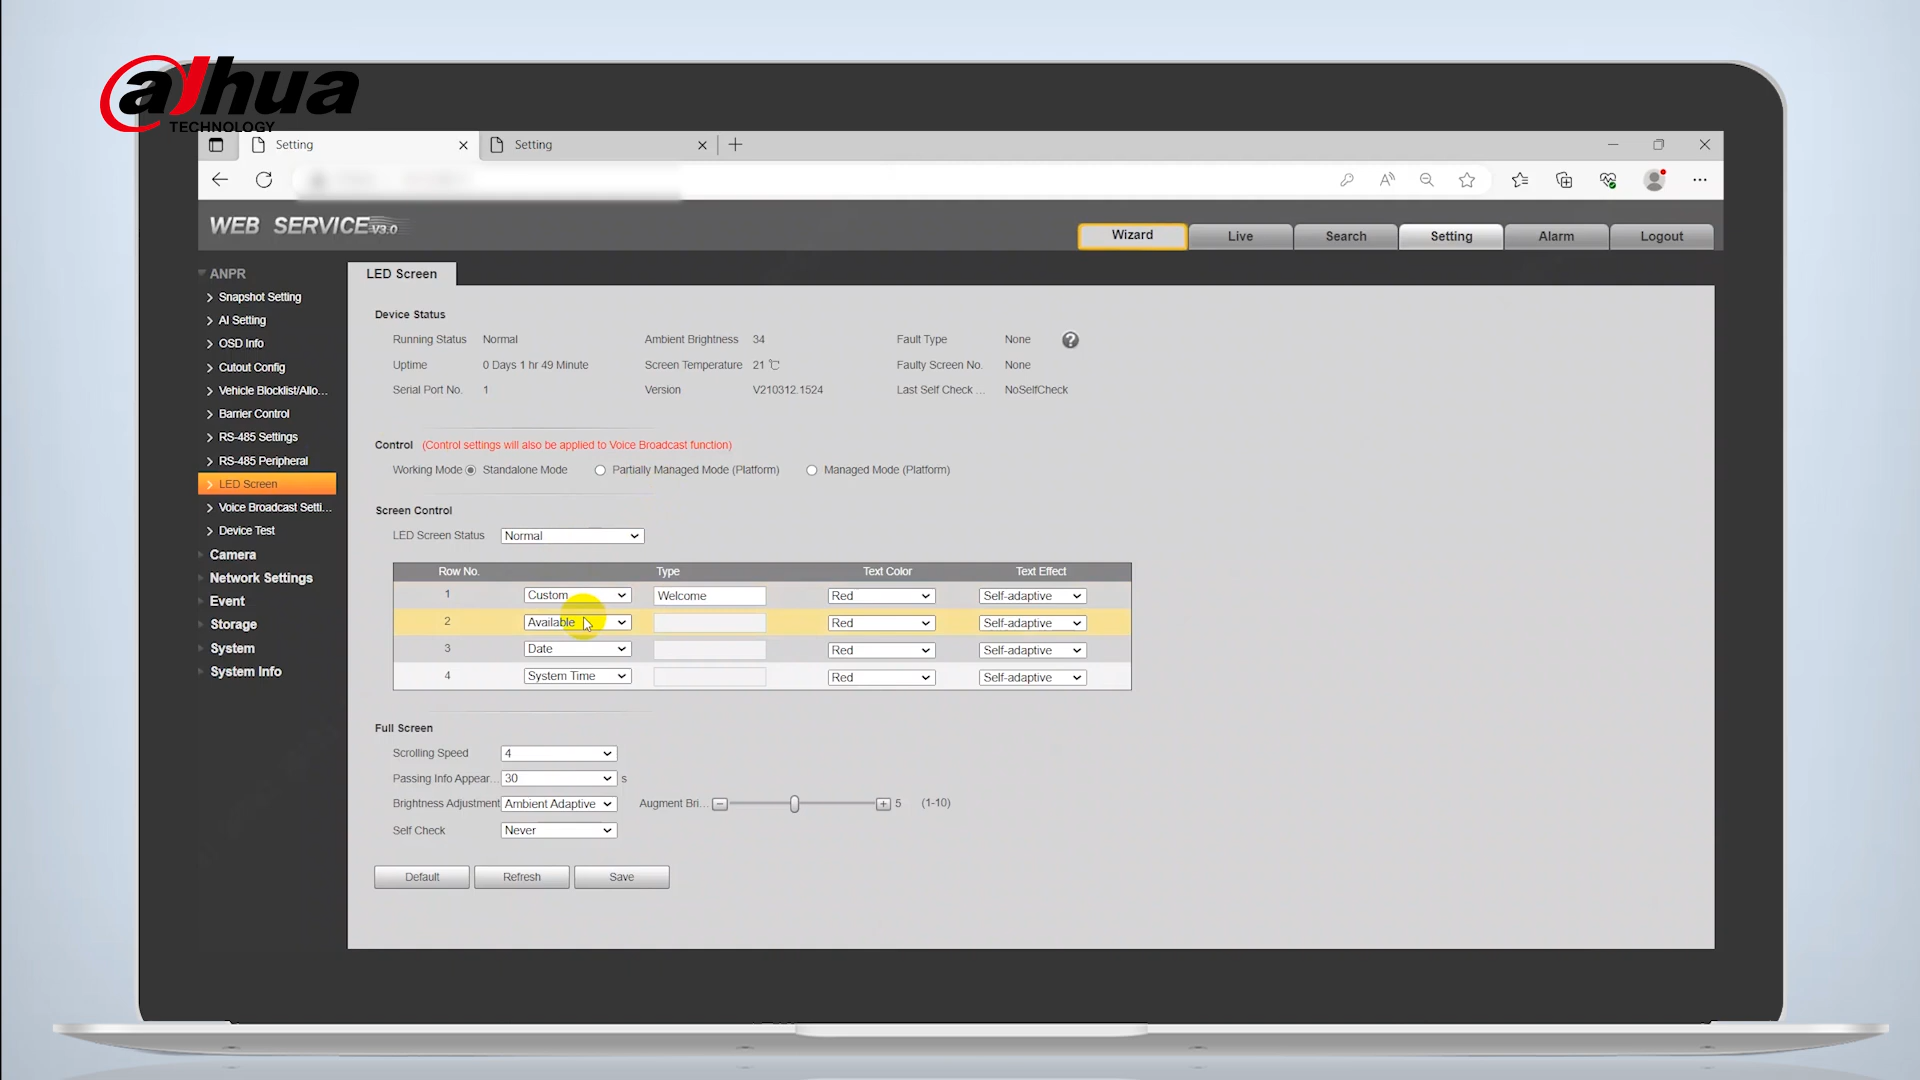 alhua
TECHNOLOGY
Setting
Setting
WEB SERVICE V3.0
Wizard
Live
Search
Setting
Alarm
Logout
ANPR
Snapshot Setting
AI Setting
OSD Info
Cutout Config
Vehicle Blocklist/Allo...
Barrier Control
RS-485 Settings
RS-485 Peripheral
LED Screen
Voice Broadcast Setti...
Device Test
Camera
Network Settings
Event
Storage
System
System Info
LED Screen
Device Status
Running Status Normal Ambient Brightness 34 Fault Type None ?
Uptime 0 Days 1 hr 49 Minute Screen Temperature 21 ℃ Faulty Screen No. None
Serial Port No. 1 Version V210312.1524 Last Self Check ... NoSelfCheck
Control (Control settings will also be applied to Voice Broadcast function)
Working Mode Standalone Mode Partially Managed Mode (Platform) Managed Mode (Platform)
Screen Control
LED Screen Status Normal
Row No. Type Text Color Text Effect
1 Custom Welcome Red Self-adaptive
2 Available Red Self-adaptive
3 Date Red Self-adaptive
4 System Time Red Self-adaptive
Full Screen
Scrolling Speed 4
Passing Info Appear... 30 s
Brightness Adjustment Ambient Adaptive Augment Bri... 5 (1-10)
Self Check Never
Default Refresh Save